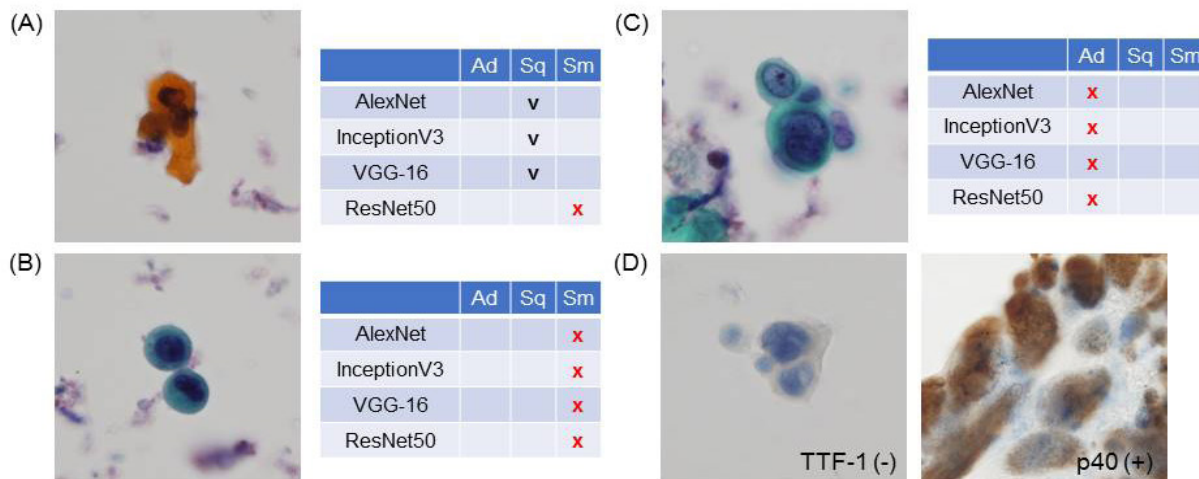 (A)
Ad Sq Sm
AlexNet v
InceptionV3 v
VGG-16 v
ResNet50 x
(B)
Ad Sq Sm
AlexNet x
InceptionV3 x
VGG-16 x
ResNet50 x
(C)
Ad Sq Sm
AlexNet x
InceptionV3 x
VGG-16 x
ResNet50 x
(D)
TTF-1 (-)
p40 (+)